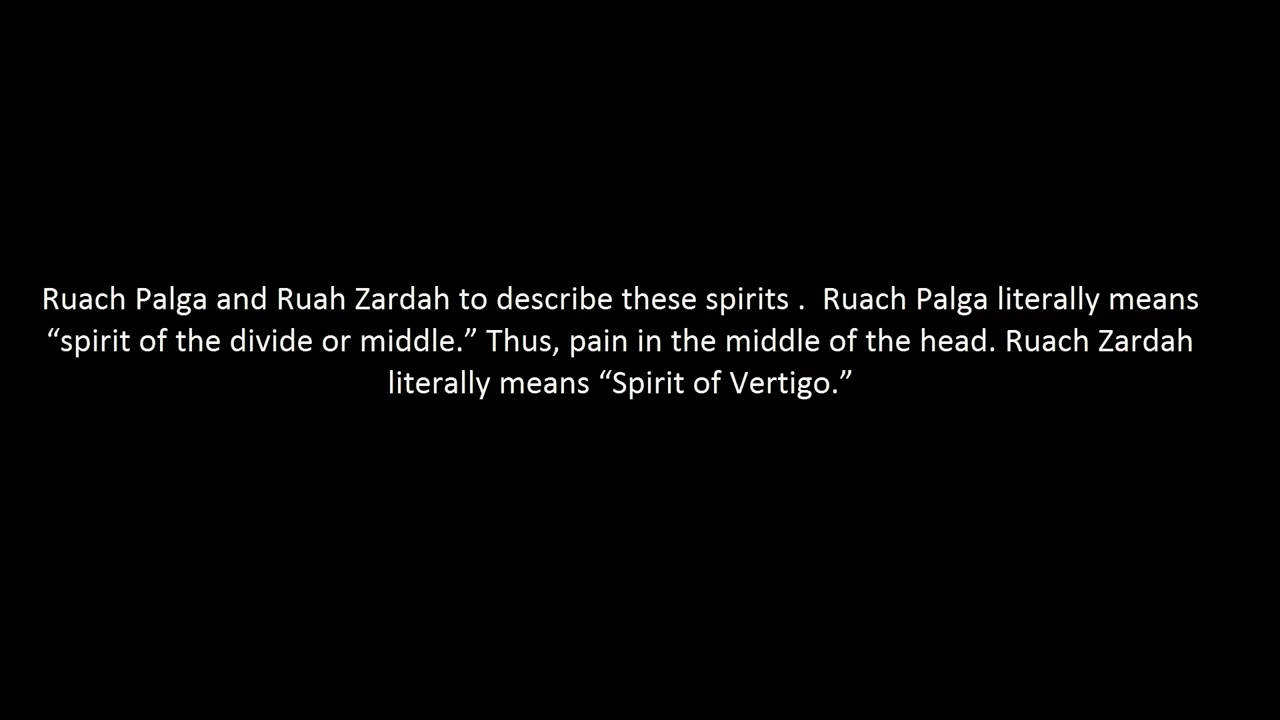 Ruach Palga and Ruah Zardah to describe these spirits .  Ruach Palga literally means
“spirit of the divide or middle.” Thus, pain in the middle of the head. Ruach Zardah
literally means “Spirit of Vertigo.”